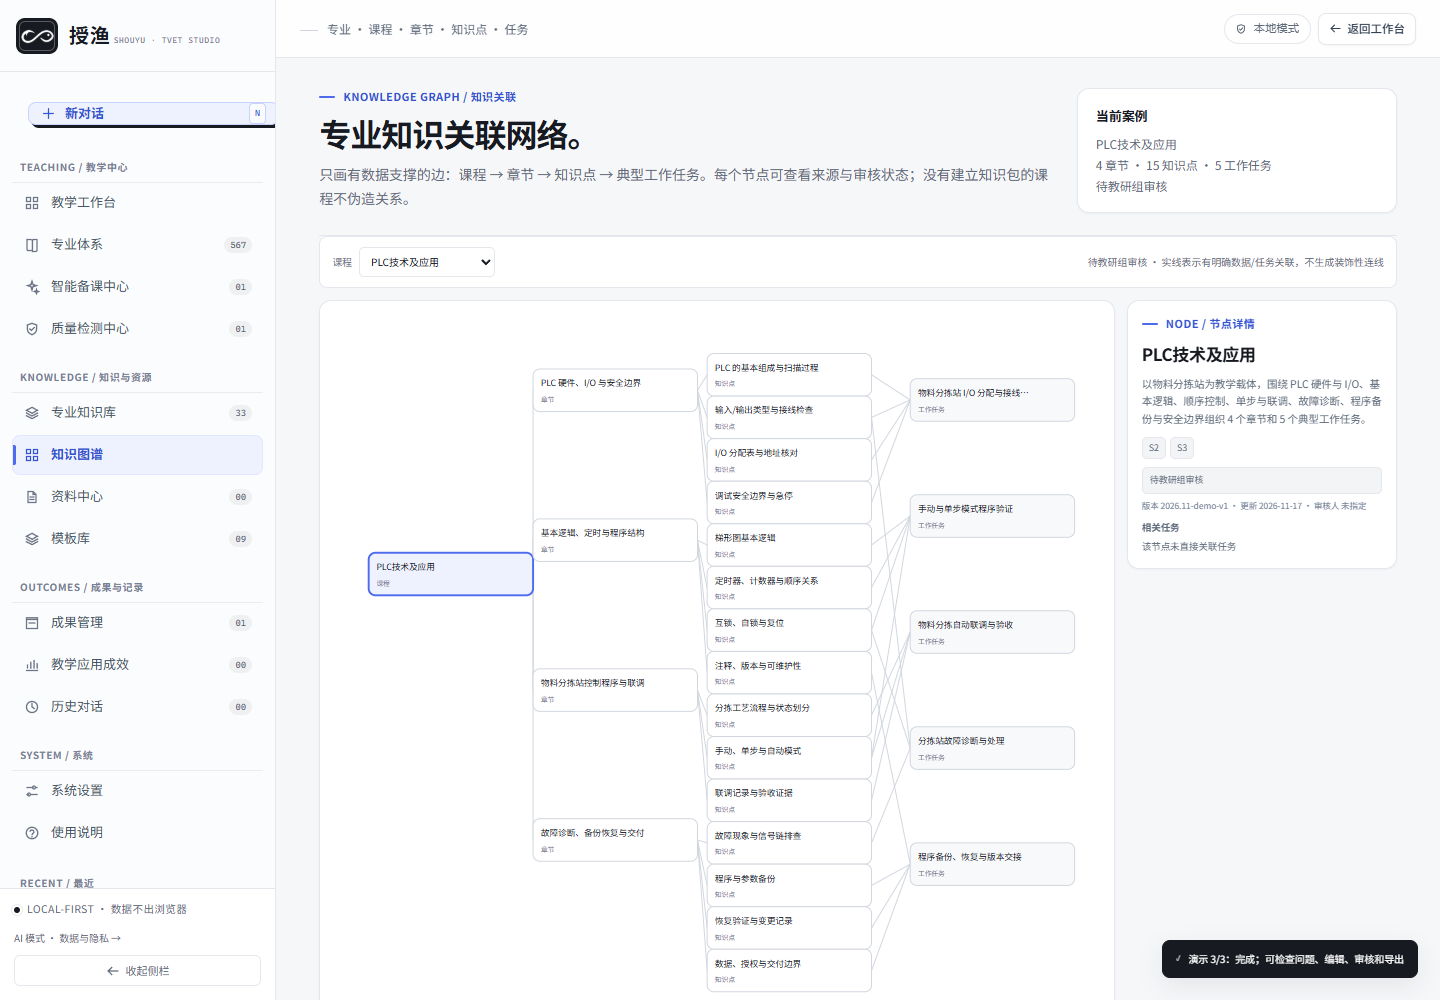 授渔 SHOUYU · TVET STUDIO
新对话 N
TEACHING / 教学中心
教学工作台
专业体系 567
智能备课中心 01
质量检测中心 01
KNOWLEDGE / 知识与资源
专业知识库 33
知识图谱
资料中心 00
模板库 09
OUTCOMES / 成果与记录
成果管理 01
教学应用成效 00
历史对话 00
SYSTEM / 系统
系统设置
使用说明
RECENT / 最近
LOCAL-FIRST · 数据不出浏览器
AI 模式 · 数据与隐私 →
← 收起侧栏
专业 · 课程 · 章节 · 知识点 · 任务
本地模式
← 返回工作台
KNOWLEDGE GRAPH / 知识关联
专业知识关联网络。
只画有数据支撑的边：课程 → 章节 → 知识点 → 典型工作任务。每个节点可查看来源与审核状态；没有建立知识包的课
程不伪造关系。
当前案例
PLC技术及应用
4 章节 · 15 知识点 · 5 工作任务
待教研组审核
课程 PLC技术及应用
待教研组审核 · 实线表示有明确数据/任务关联，不生成装饰性连线
PLC技术及应用
课程
PLC 硬件、I/O 与安全边界
章节
基本逻辑、定时与程序结构
章节
物料分拣站控制程序与联调
章节
故障诊断、备份恢复与交付
章节
PLC 的基本组成与扫描过程
知识点
输入/输出类型与接线检查
知识点
I/O 分配表与地址核对
知识点
调试安全边界与急停
知识点
梯形图基本逻辑
知识点
定时器、计数器与顺序关系
知识点
互锁、自锁与复位
知识点
注释、版本与可维护性
知识点
分拣工艺流程与状态划分
知识点
手动、单步与自动模式
知识点
联调记录与验收证据
知识点
故障现象与信号链排查
知识点
程序与参数备份
知识点
恢复验证与变更记录
知识点
数据、授权与交付边界
知识点
物料分拣站 I/O 分配与接线…
工作任务
手动与单步模式程序验证
工作任务
物料分拣自动联调与验收
工作任务
分拣站故障诊断与处理
工作任务
程序备份、恢复与版本交接
工作任务
NODE / 节点详情
PLC技术及应用
以物料分拣站为教学载体，围绕 PLC 硬件与 I/O、基
本逻辑、顺序控制、单步与联调、故障诊断、程序备
份与安全边界组织 4 个章节和 5 个典型工作任务。
S2 S3
待教研组审核
版本 2026.11-demo-v1 · 更新 2026-11-17 · 审核人 未指定
相关任务
该节点未直接关联任务
✓ 演示 3/3：完成；可检查问题、编辑、审核和导出